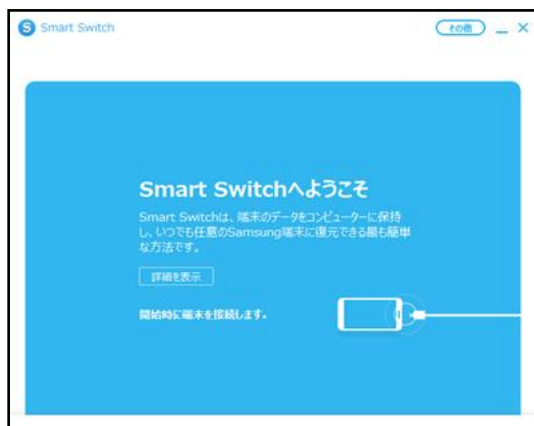 S Smart Switch
その他
Smart Switchへようこそ
Smart Switchは、端末のデータをコンピューターに保持
し、いつでも任意のSamsung端末に復元できる最も簡単
な方法です。
詳細を表示
開始時に端末を接続します。